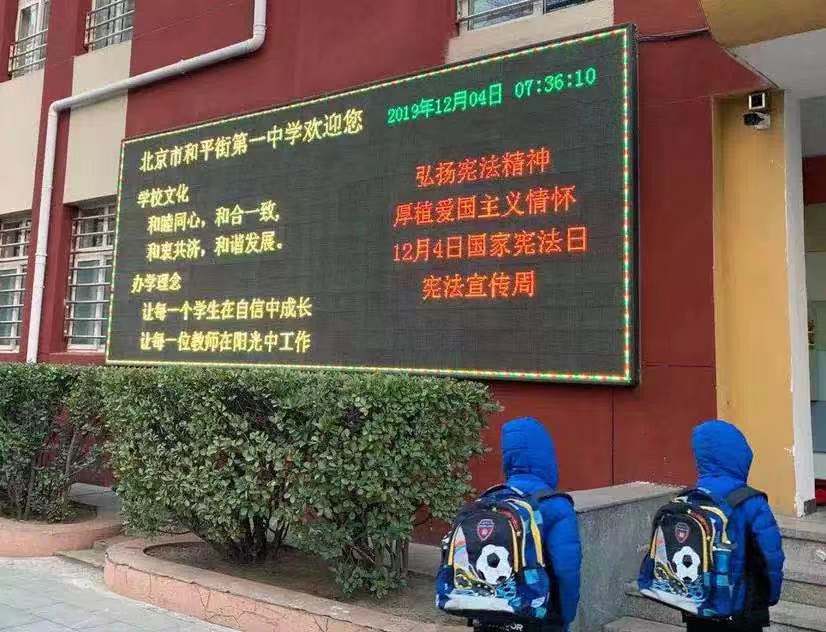 北京市和平街第一中学欢迎您
2019年12月04日 07:36:10
学校文化
和睦同心，和合一致，
和衷共济，和谐发展。
办学理念
让每一个学生在自信中成长
让每一位教师在阳光中工作
弘扬宪法精神
厚植爱国主义情怀
12月4日国家宪法日
宪法宣传周